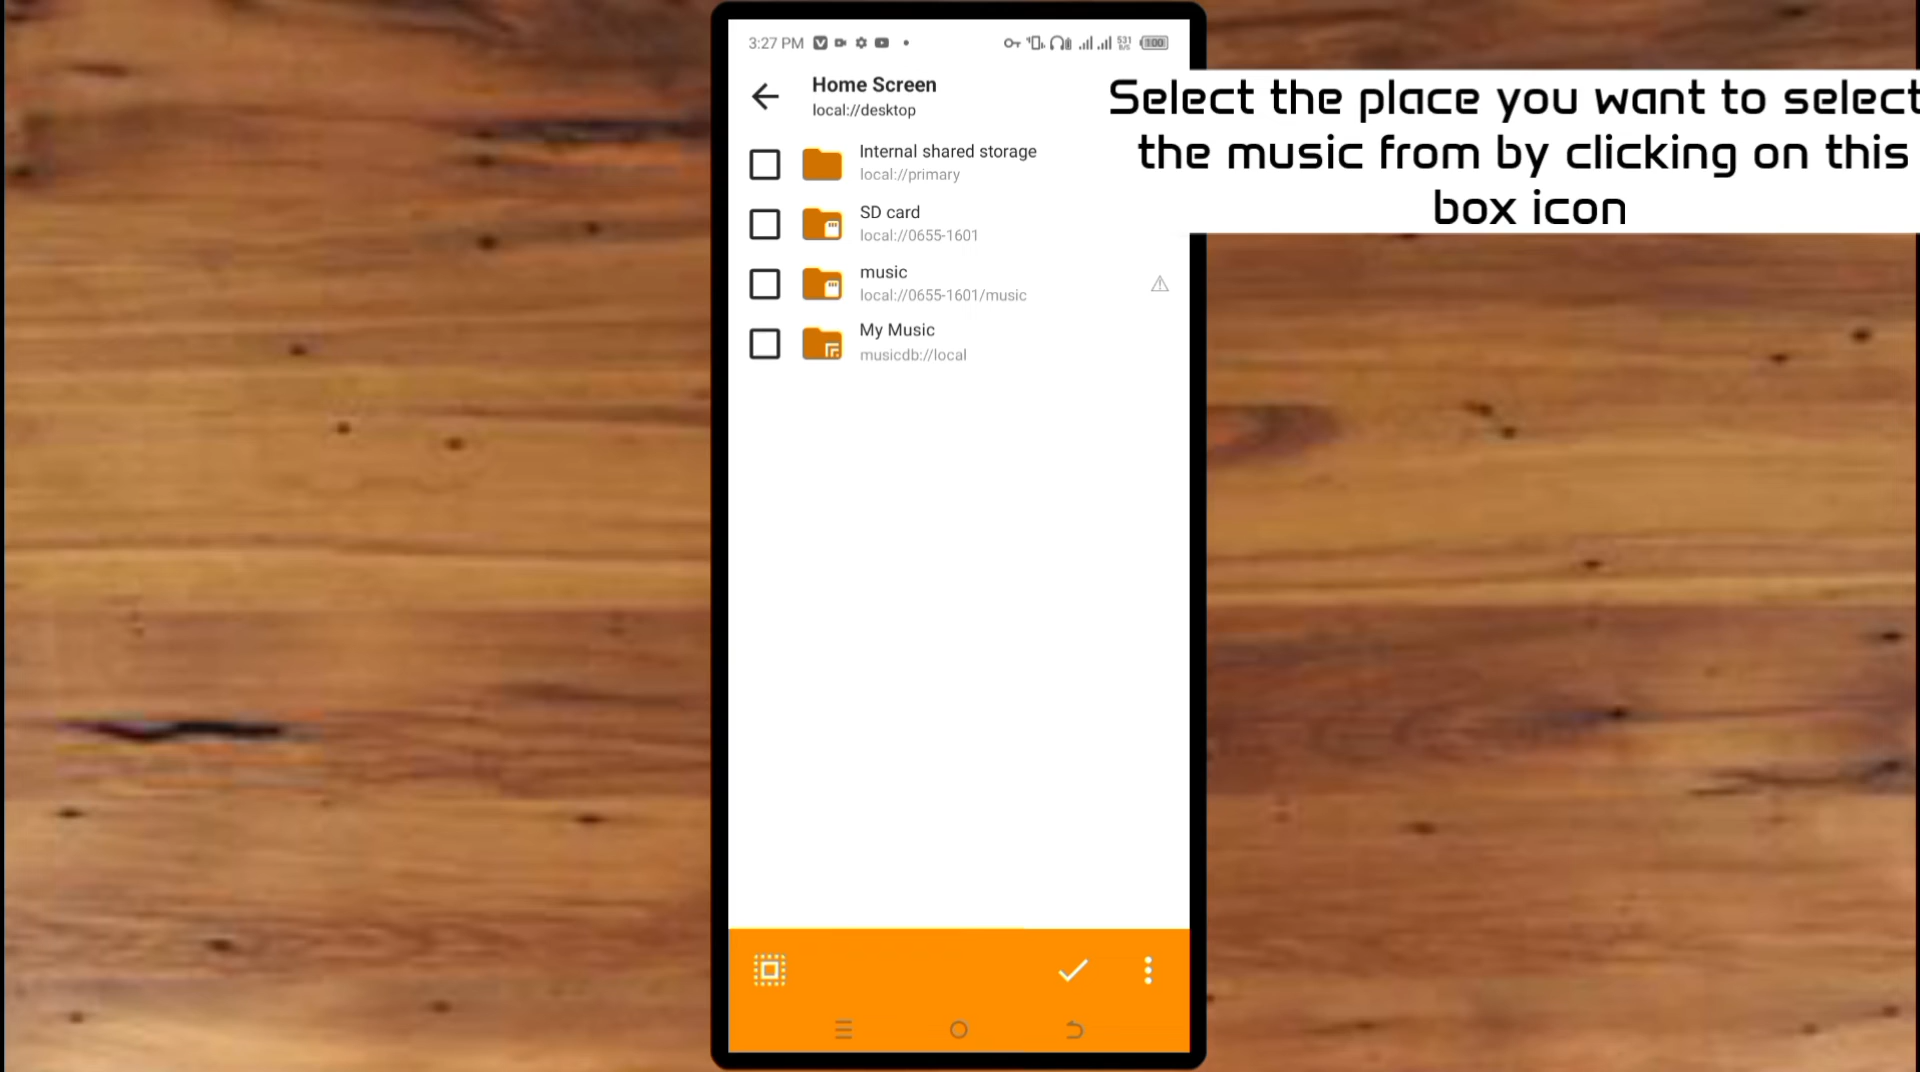 3:27 PM
531
B/S
100
Home Screen
local://desktop
Select the place you want to select
the music from by clicking on this
box icon
Internal shared storage
local://primary
SD card
local://0655-1601
music
local://0655-1601/music
My Music
musicdb://local